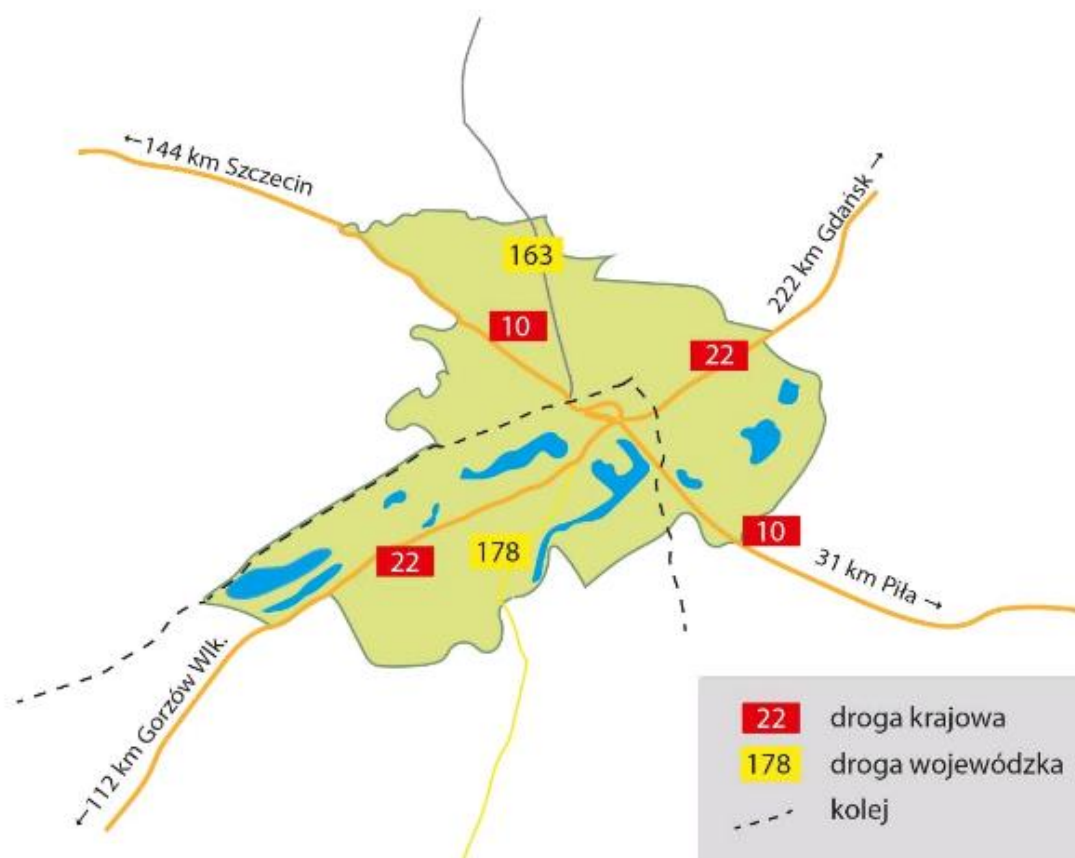 ←144 km Szczecin
222 km Gdańsk→
163
10
22
22
178
10
31 km Piła →
←112 km Gorzów Wlk.
22 droga krajowa
178 droga wojewódzka
kolej